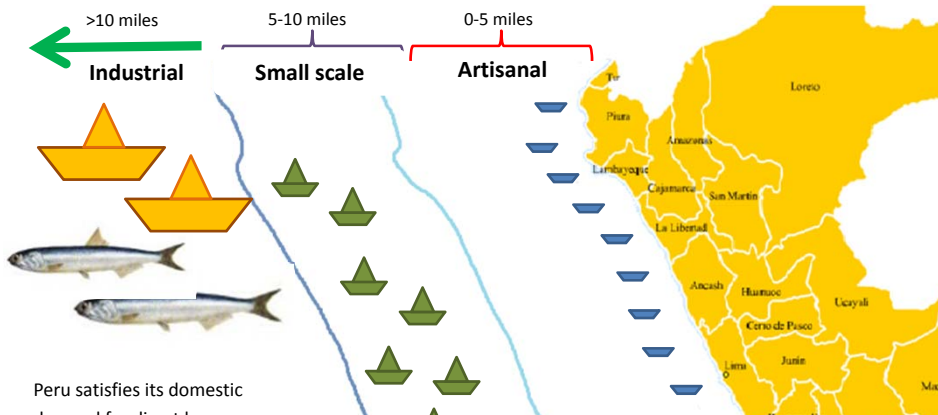 >10 miles
5-10 miles
0-5 miles
Industrial
Small scale
Artisanal
Tu
Loreto
Piura
Amazonas
Lambayeque
Cajamarca
San Martin
La Libertad
Ancash
Huanuco
Ucayali
Cerro de Pasco
Lima
Junin
Peru satisfies its domestic